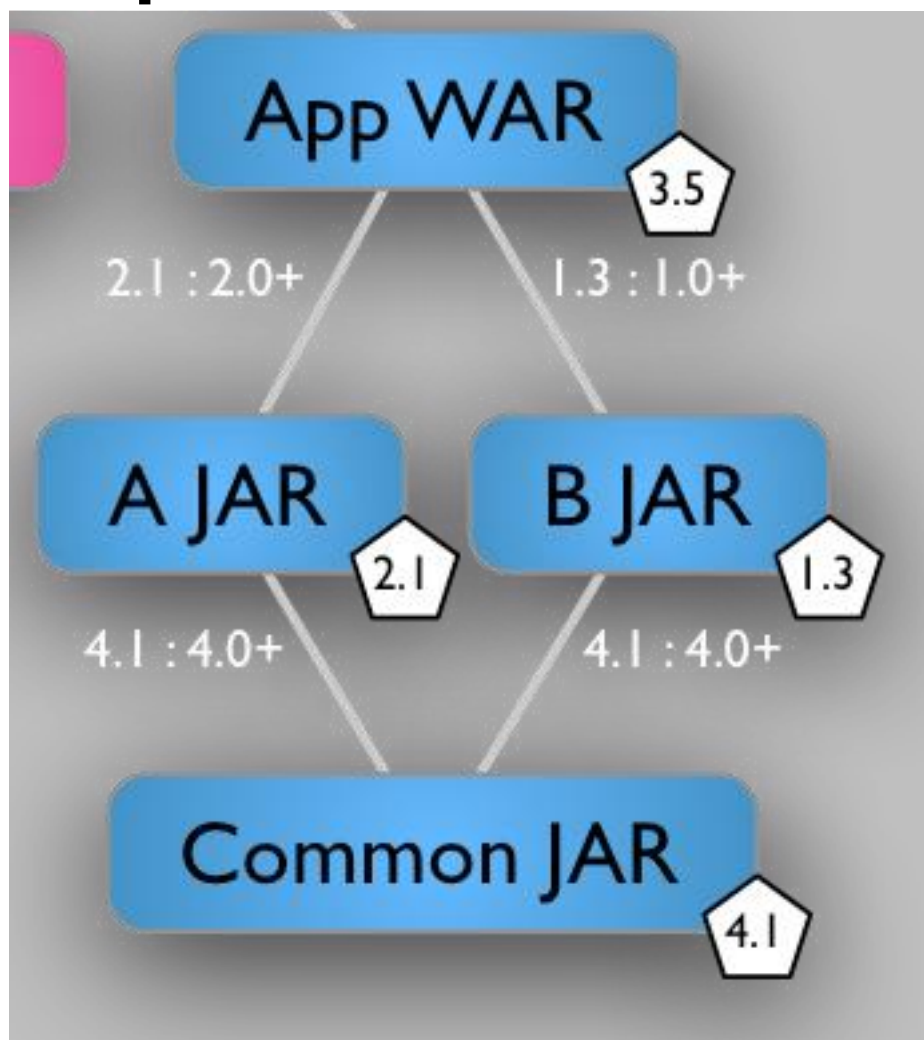 App WAR
3.5
2.1 : 2.0+
1.3 : 1.0+
A JAR
B JAR
2.1
1.3
4.1 : 4.0+
4.1 : 4.0+
Common JAR
4.1